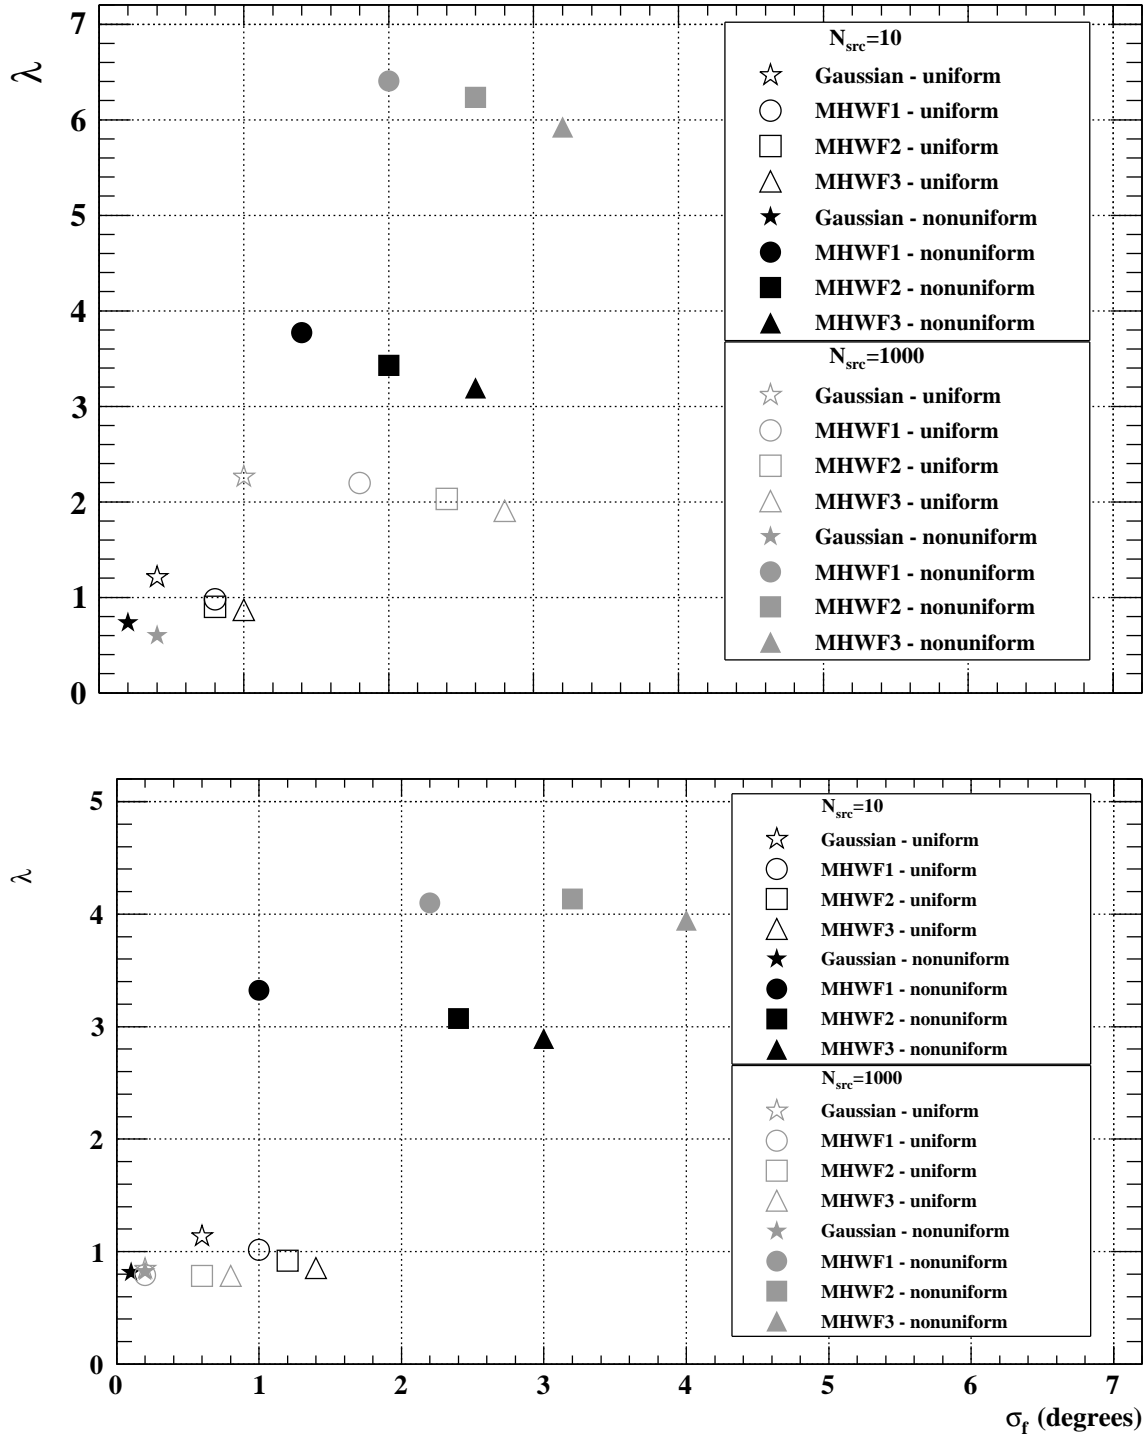 7
λ
6
5
4
3
2
1
0
N_src=10
Gaussian - uniform
MHWF1 - uniform
MHWF2 - uniform
MHWF3 - uniform
Gaussian - nonuniform
MHWF1 - nonuniform
MHWF2 - nonuniform
MHWF3 - nonuniform
N_src=1000
Gaussian - uniform
MHWF1 - uniform
MHWF2 - uniform
MHWF3 - uniform
Gaussian - nonuniform
MHWF1 - nonuniform
MHWF2 - nonuniform
MHWF3 - nonuniform
5
λ
4
3
2
1
0
N_src=10
Gaussian - uniform
MHWF1 - uniform
MHWF2 - uniform
MHWF3 - uniform
Gaussian - nonuniform
MHWF1 - nonuniform
MHWF2 - nonuniform
MHWF3 - nonuniform
N_src=1000
Gaussian - uniform
MHWF1 - uniform
MHWF2 - uniform
MHWF3 - uniform
Gaussian - nonuniform
MHWF1 - nonuniform
MHWF2 - nonuniform
MHWF3 - nonuniform
0 1 2 3 4 5 6 7
σ_f (degrees)